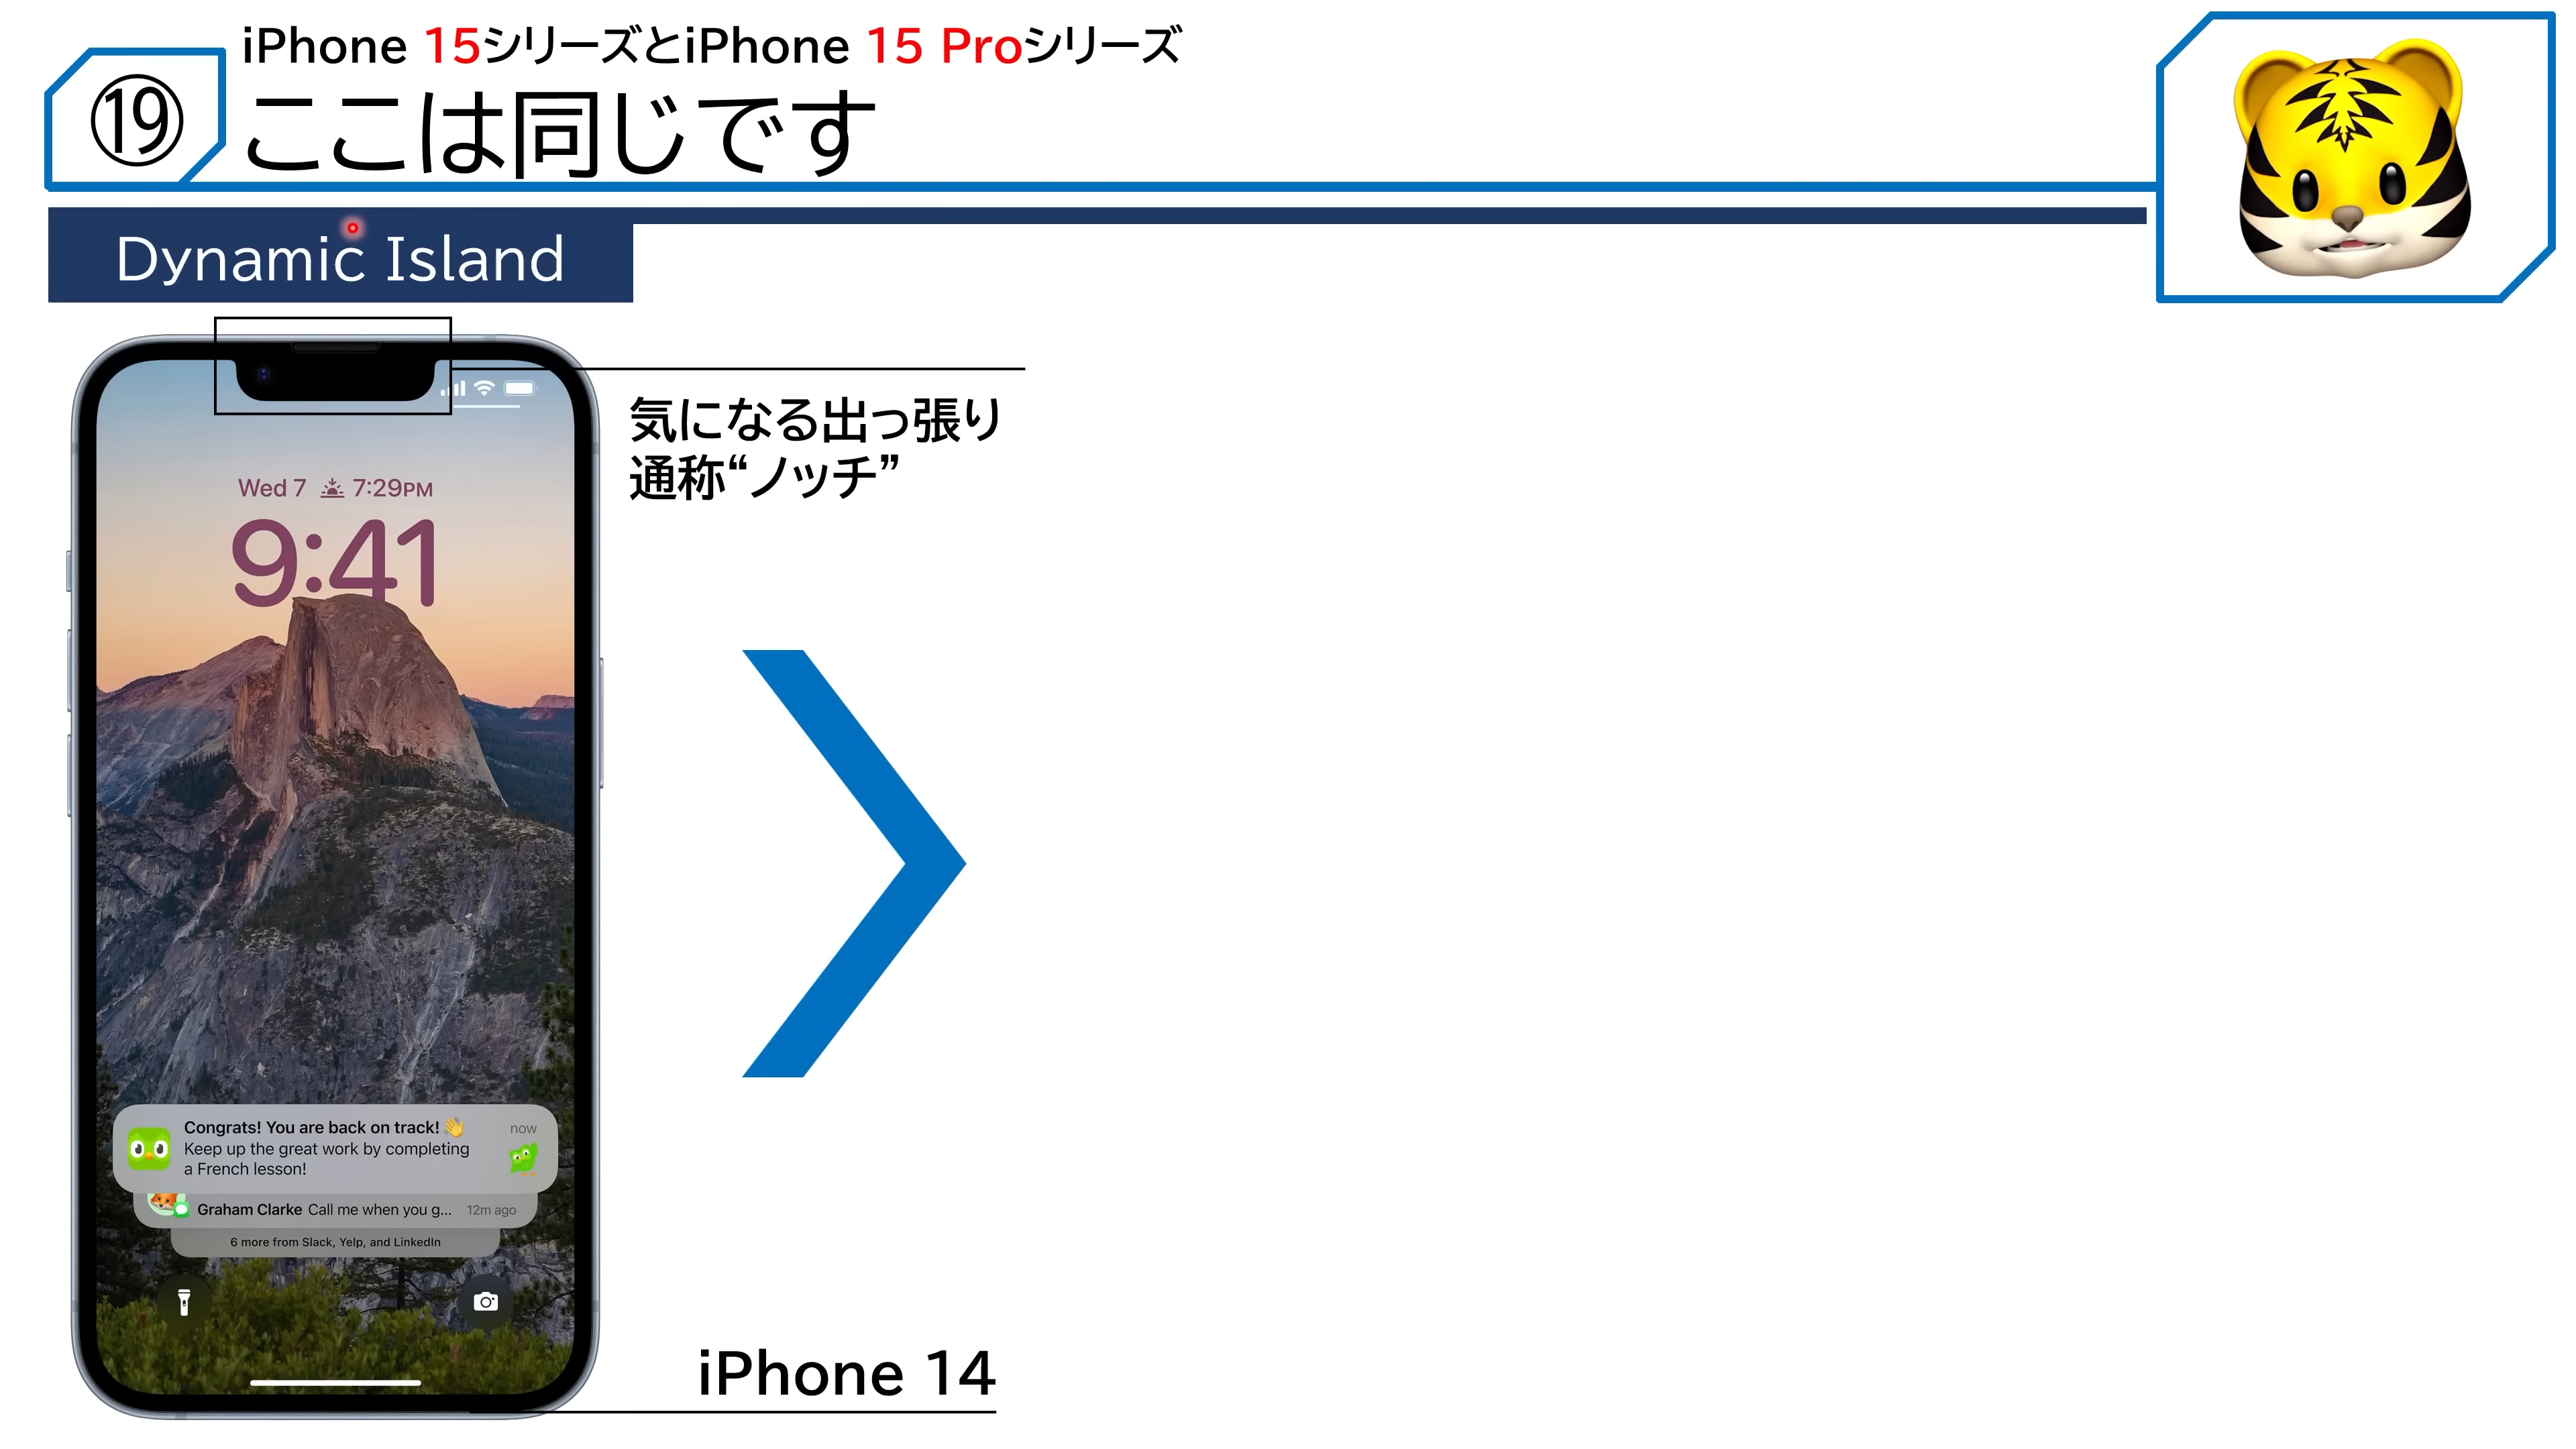 iPhone 15シリーズとiPhone 15 Proシリーズ
⑲
ここは同じです
Dynamic Island
気になる出っ張り
通称“ノッチ”
Wed 7 7:29PM
9:41
Congrats! You are back on track! 👋
now
Keep up the great work by completing
a French lesson!
Graham Clarke Call me when you g... 12m ago
6 more from Slack, Yelp, and LinkedIn
iPhone 14